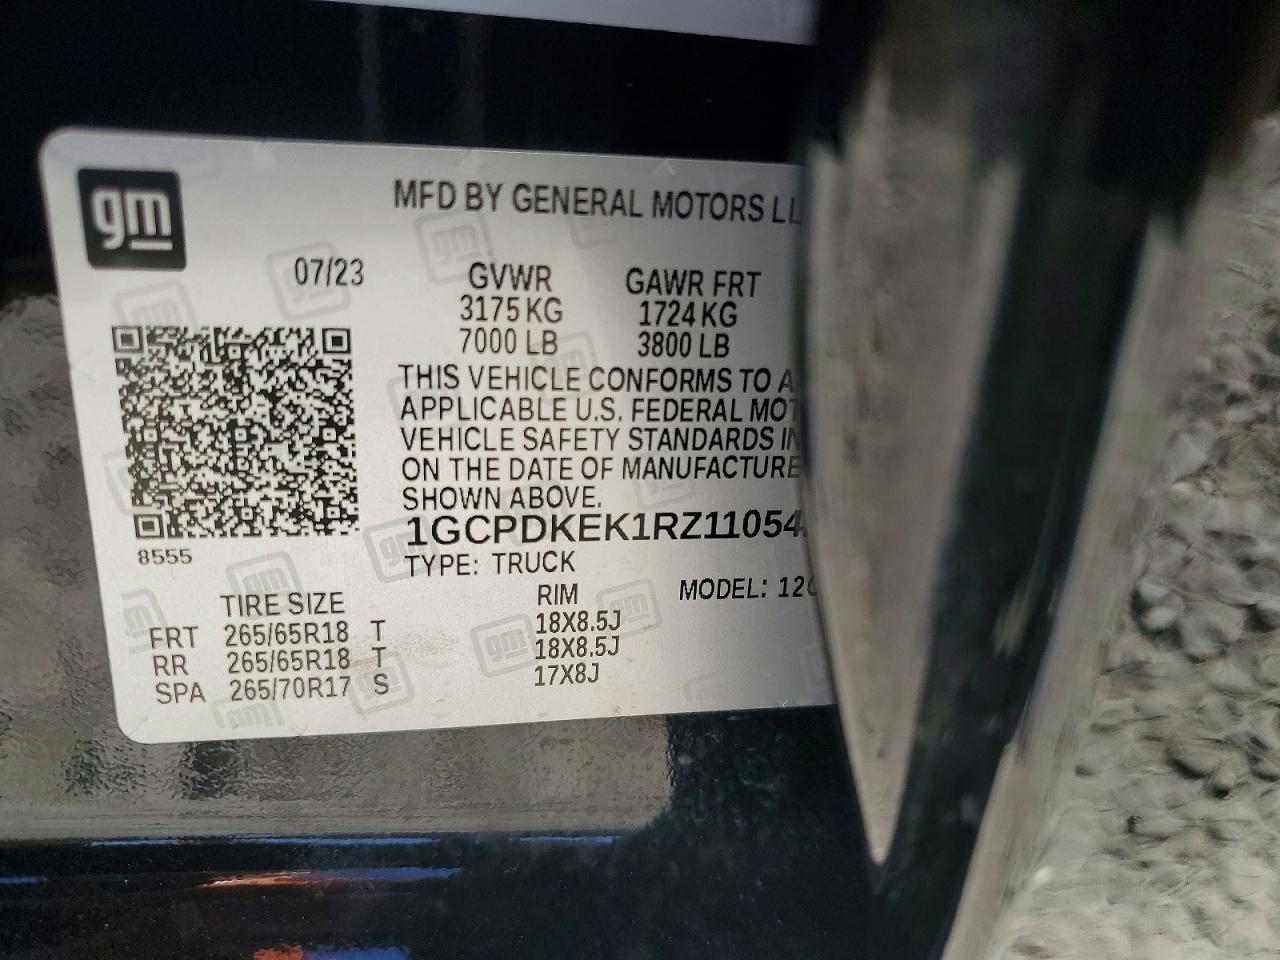 gm
MFD BY GENERAL MOTORS LL
07/23 GVWR GAWR FRT
3175 KG 1724 KG
7000 LB 3800 LB
THIS VEHICLE CONFORMS TO A
APPLICABLE U.S. FEDERAL MOT
VEHICLE SAFETY STANDARDS IN
ON THE DATE OF MANUFACTURE
SHOWN ABOVE.
1GCPDKEK1RZ11054
8555
TYPE: TRUCK
TIRE SIZE RIM MODEL: 12
FRT 265/65R18 T 18X8.5J
RR 265/65R18 T 18X8.5J
SPA 265/70R17 S 17X8J